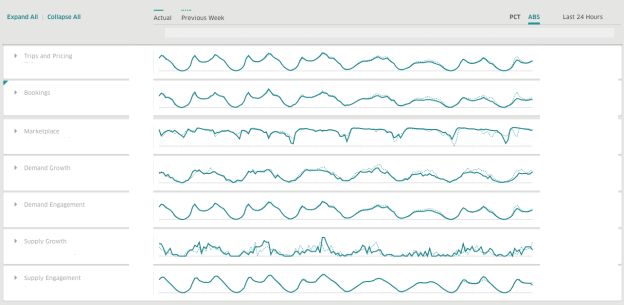 Expand All | Collapse All
Actual Previous Week
PCT ABS Last 24 Hours
Trips and Pricing
Bookings
Marketplace
Demand Growth
Demand Engagement
Supply Growth
Supply Engagement